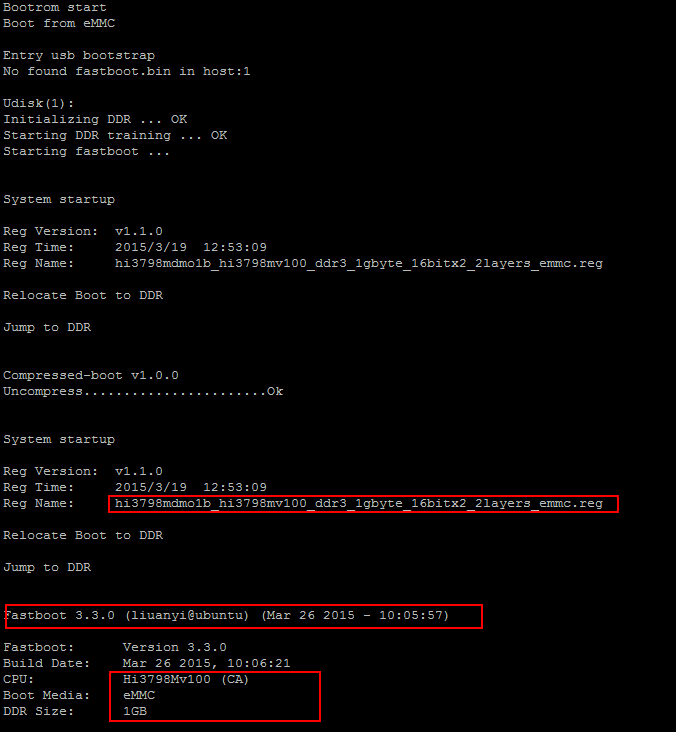 Bootrom start
Boot from eMMC
Entry usb bootstrap
No found fastboot.bin in host:1
Udisk(1):
Initializing DDR ... OK
Starting DDR training ... OK
Starting fastboot ...
System startup
Reg Version:  v1.1.0
Reg Time:     2015/3/19  12:53:09
Reg Name:     hi3798mdmo1b_hi3798mv100_ddr3_1gbyte_16bitx2_2layers_emmc.reg
Relocate Boot to DDR
Jump to DDR
Compressed-boot v1.0.0
Uncompress.......................Ok
System startup
Reg Version:  v1.1.0
Reg Time:     2015/3/19  12:53:09
Reg Name:     hi3798mdmo1b_hi3798mv100_ddr3_1gbyte_16bitx2_2layers_emmc.reg
Relocate Boot to DDR
Jump to DDR
Fastboot 3.3.0 (liuanyi@ubuntu) (Mar 26 2015 - 10:05:57)
Fastboot:      Version 3.3.0
Build Date:    Mar 26 2015, 10:06:21
CPU:           Hi3798Mv100 (CA)
Boot Media:    eMMC
DDR Size:      1GB